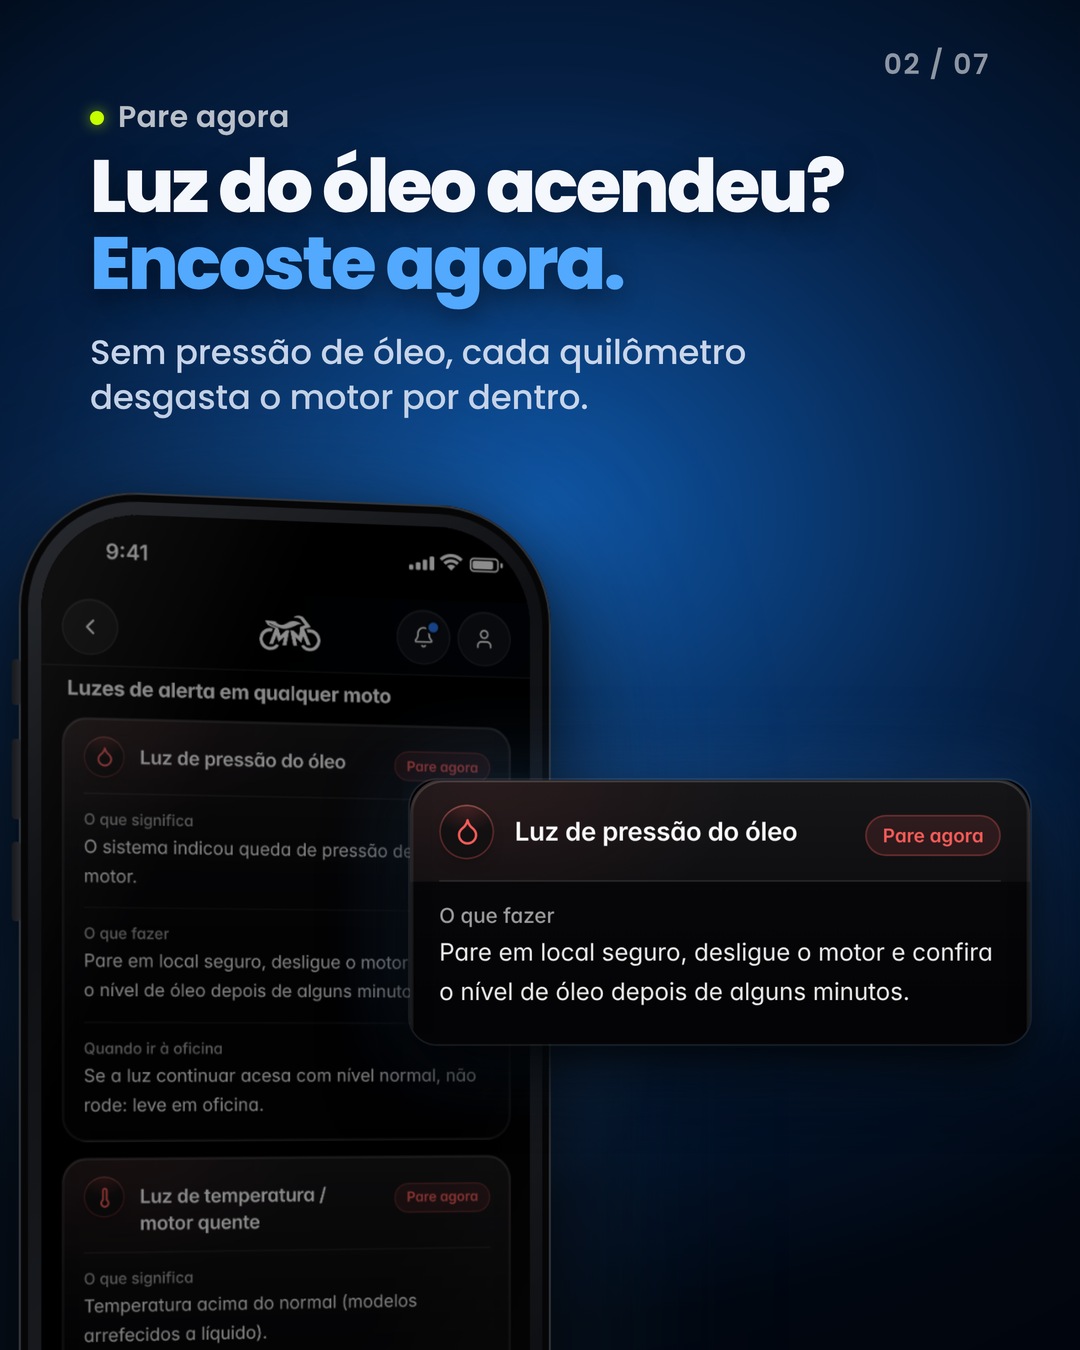 02 / 07
Pare agora
Luz do óleo acendeu?
Encoste agora.
Sem pressão de óleo, cada quilômetro
desgasta o motor por dentro.
9:41
MM
Luzes de alerta em qualquer moto
Luz de pressão do óleo
Pare agora
O que significa
O sistema indicou queda de pressão de
motor.
O que fazer
Pare em local seguro, desligue o motor
o nível de óleo depois de alguns
Quando ir à oficina
Se a luz continuar acesa com nível normal, não
rode: leve em oficina.
Luz de pressão do óleo
Pare agora
O que fazer
Pare em local seguro, desligue o motor e confira
o nível de óleo depois de alguns minutos.
Luz de temperatura /
motor quente
Pare agora
O que significa
Temperatura acima do normal (modelos
arrefecidos a líquido).